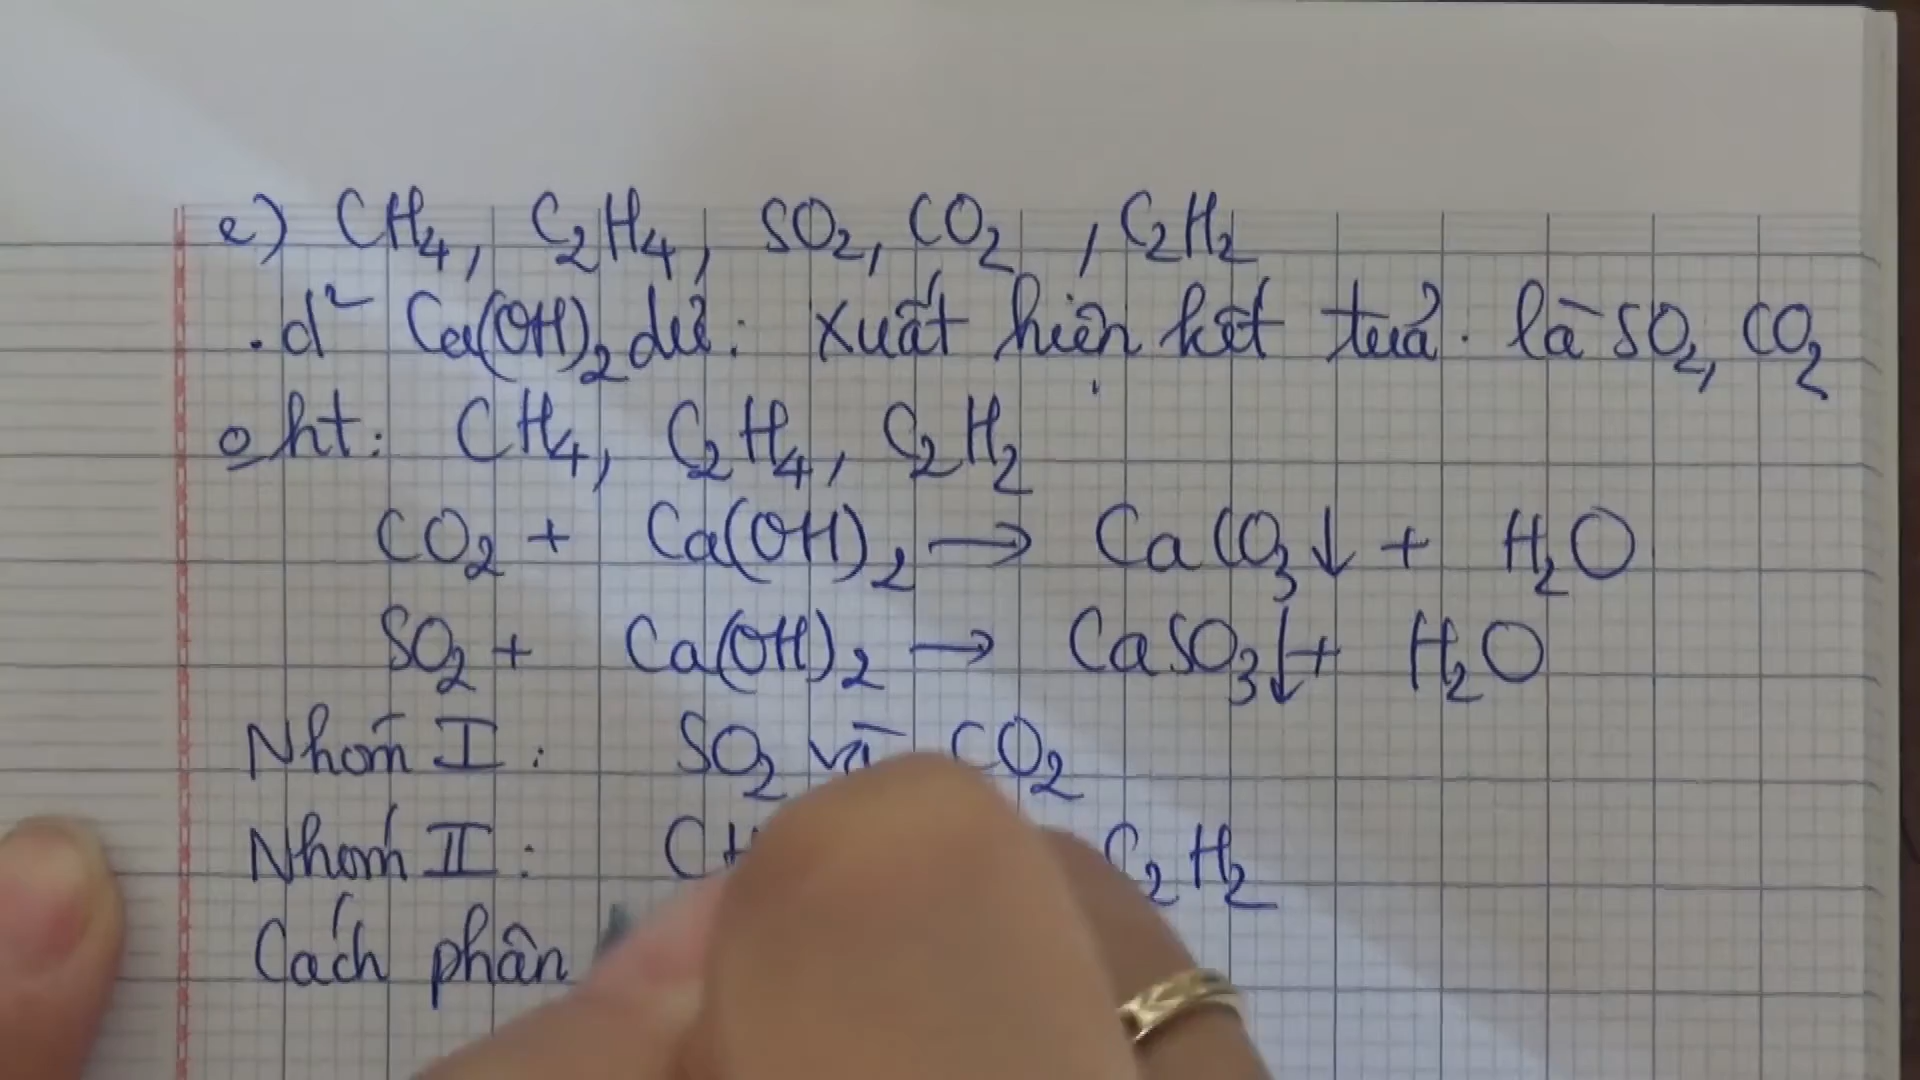 e) CH₄, C₂H₄, SO₂, CO₂, C₂H₂
. d² Ca(OH)₂ dư: xuất hiện kết tủa. là SO₂, CO₂
o ht: CH₄, C₂H₄, C₂H₂
CO₂ + Ca(OH)₂ → CaCO₃↓ + H₂O
SO₂ + Ca(OH)₂ → CaSO₃↓ + H₂O
Nhóm I: SO₂ và CO₂
Nhóm II: C₂H₂
Cách phân